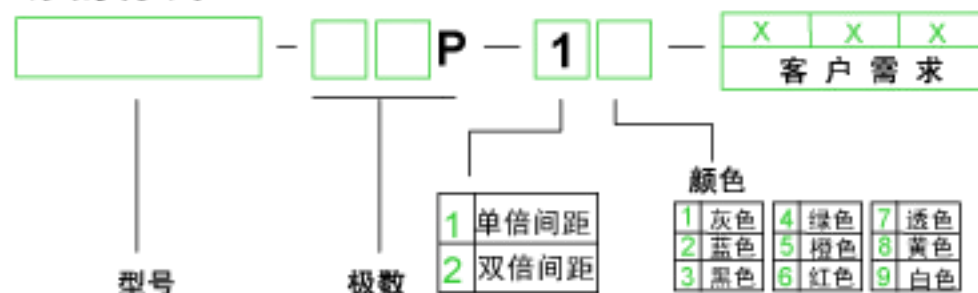 P — 1 — X X X
客户需求
颜色
1 单倍间距
2 双倍间距
1 灰色 4 绿色 7 透色
2 蓝色 5 橙色 8 黄色
3 黑色 6 红色 9 白色
型号 极数